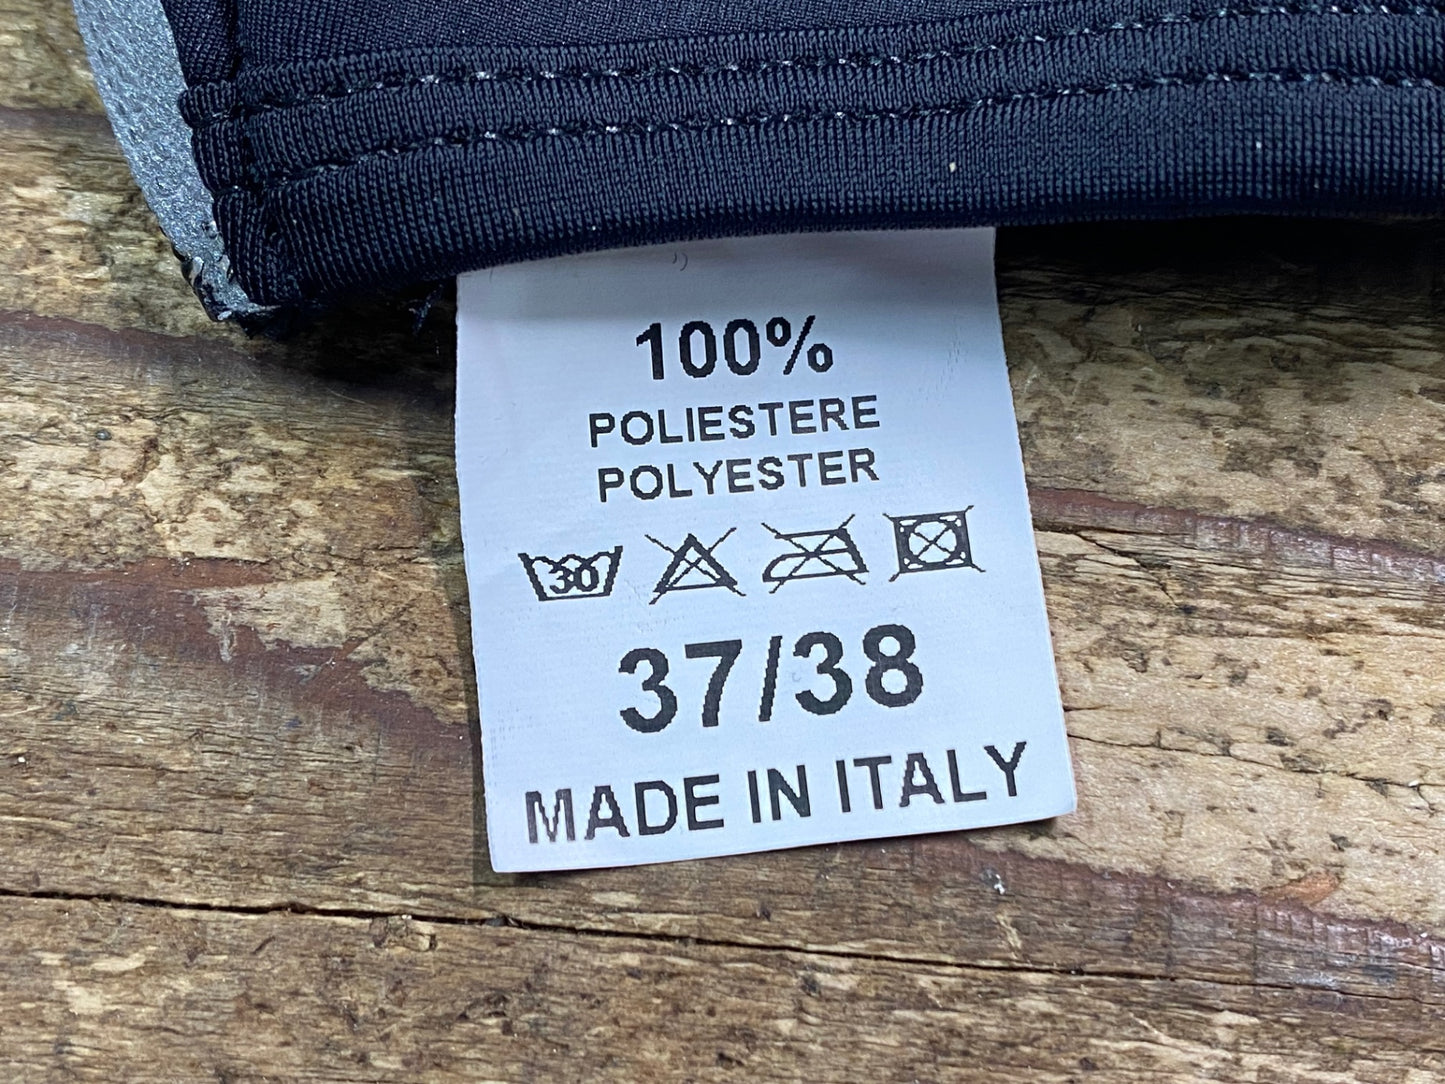 100%
POLIESTERE
POLYESTER
30
37/38
MADE IN ITALY